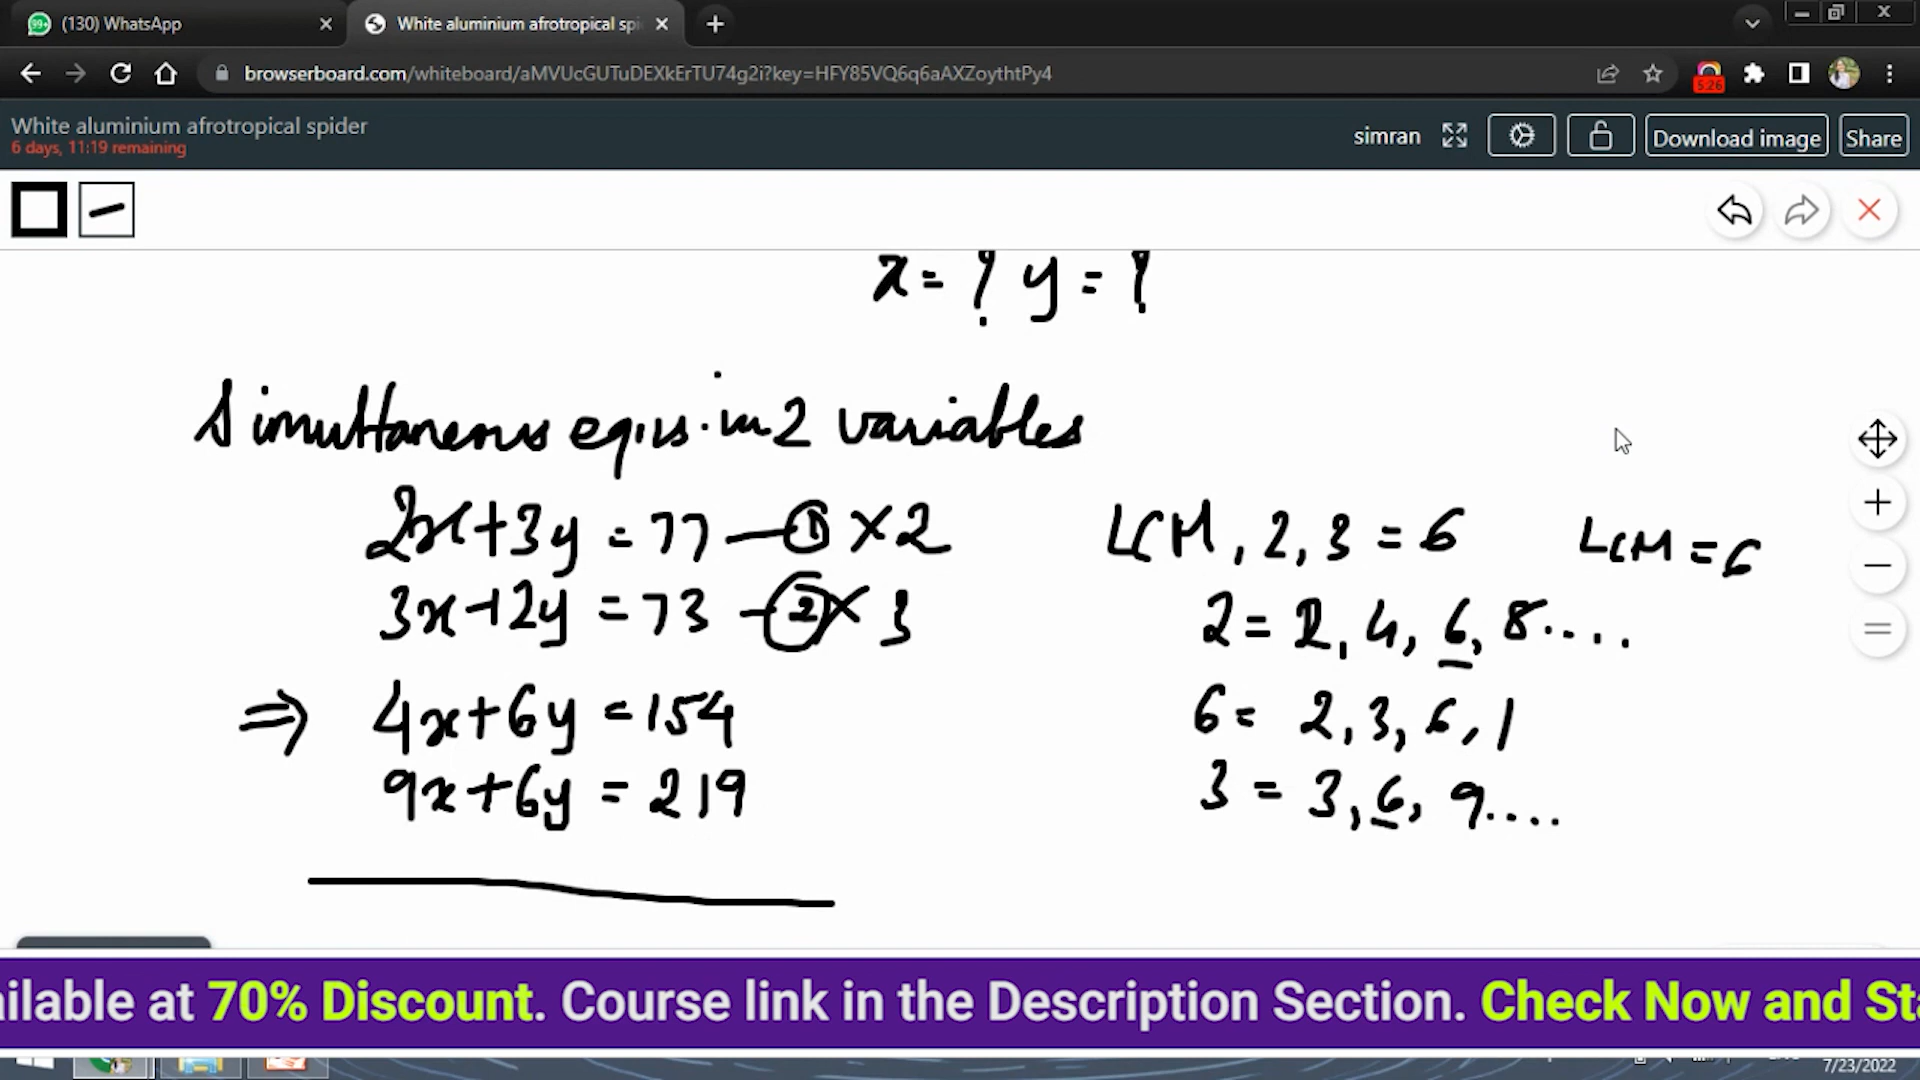 (130) WhatsApp
White aluminium afrotropical spi
browserboard.com/whiteboard/aMVUcGUTuDEXkErTU74g2i?key=HFY85VQ6q6aAXZoythtPy4
5:26
White aluminium afrotropical spider
6 days, 11:19 remaining
simran
Download image
Share
x = ? y = ?
Simultaneous eqns. in 2 variables
2x+3y = 77 — ① × 2
LCM, 2, 3 = 6
LCM = 6
3x+2y = 73 — ② × 3
2 = 2, 4, 6, 8....
⇒ 4x+6y = 154
6 = 2, 3, 6, 1
9x+6y = 219
3 = 3, 6, 9....
ilable at 70% Discount. Course link in the Description Section. Check Now and St
7/23/2022